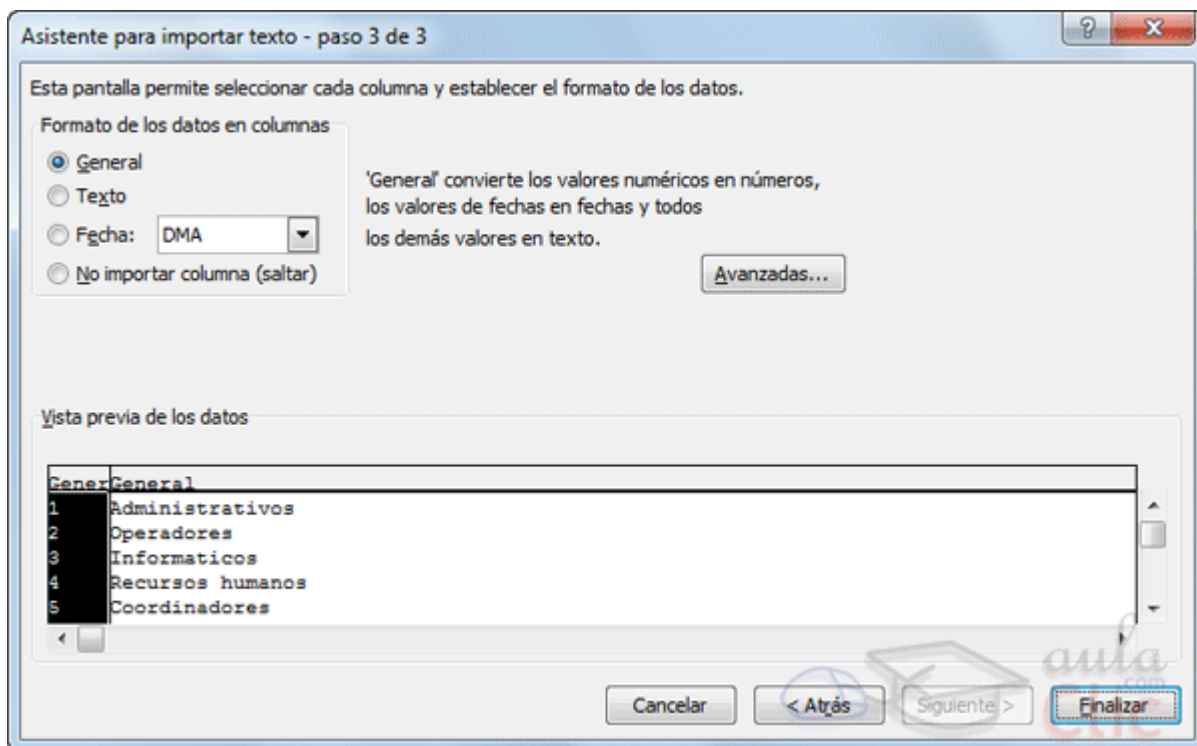 Asistente para importar texto - paso 3 de 3
Esta pantalla permite seleccionar cada columna y establecer el formato de los datos.
Formato de los datos en columnas
General
Texto
Fecha: DMA
No importar columna (saltar)
'General' convierte los valores numéricos en números,
los valores de fechas en fechas y todos
los demás valores en texto.
Avanzadas...
Vista previa de los datos
Gener General
1 Administrativos
2 Operadores
3 Informaticos
4 Recursos humanos
5 Coordinadores
aula
.com
Clic
Cancelar < Atrás Siguiente > Finalizar